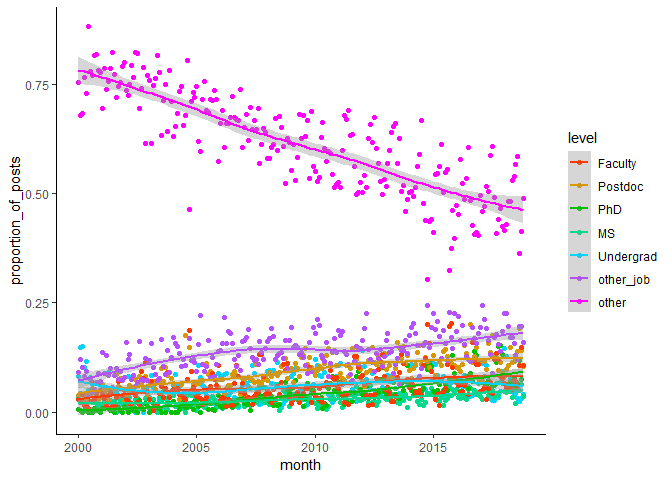 0.75
0.50
0.25
0.00
proportion_of_posts
2000
2005
2010
2015
month
level
Faculty
Postdoc
PhD
MS
Undergrad
other_job
other